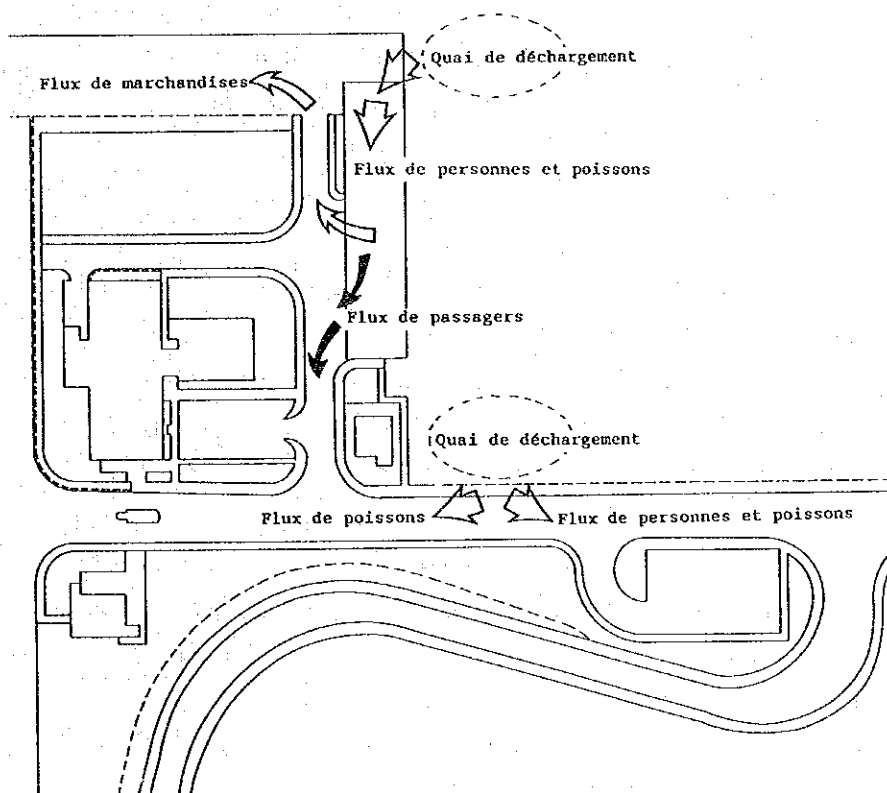 Quai de déchargement
Flux de marchandises
Flux de personnes et poissons
Flux de passagers
Quai de déchargement
Flux de poissons
Flux de personnes et poissons